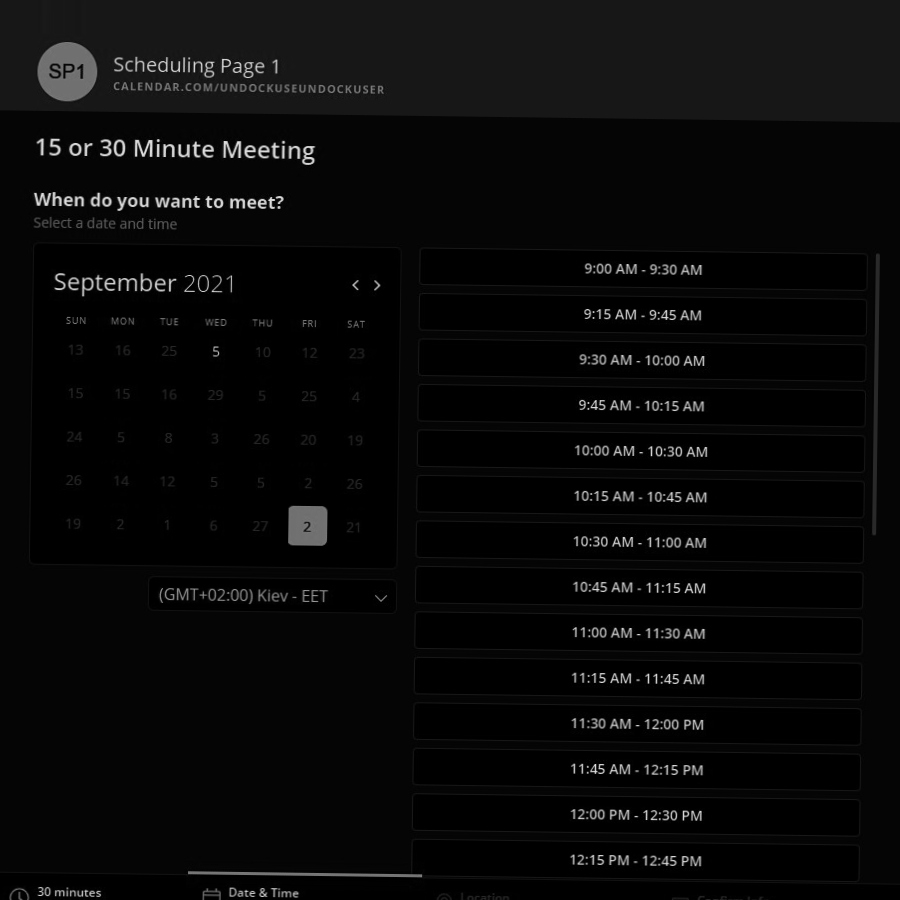 SP1
Scheduling Page 1
CALENDAR.COM/UNDOCKUSEUNDOCKUSER
15 or 30 Minute Meeting
When do you want to meet?
Select a date and time
September 2021
SUN MON TUE WED THU FRI SAT
13 16 25 5 10 12 23
15 15 16 29 5 25 4
24 5 8 3 26 20 19
26 14 12 5 5 2 26
19 2 1 6 27 2 21
(GMT+02:00) Kiev - EET
9:00 AM - 9:30 AM
9:15 AM - 9:45 AM
9:30 AM - 10:00 AM
9:45 AM - 10:15 AM
10:00 AM - 10:30 AM
10:15 AM - 10:45 AM
10:30 AM - 11:00 AM
10:45 AM - 11:15 AM
11:00 AM - 11:30 AM
11:15 AM - 11:45 AM
11:30 AM - 12:00 PM
11:45 AM - 12:15 PM
12:00 PM - 12:30 PM
12:15 PM - 12:45 PM
30 minutes
Date & Time
Location